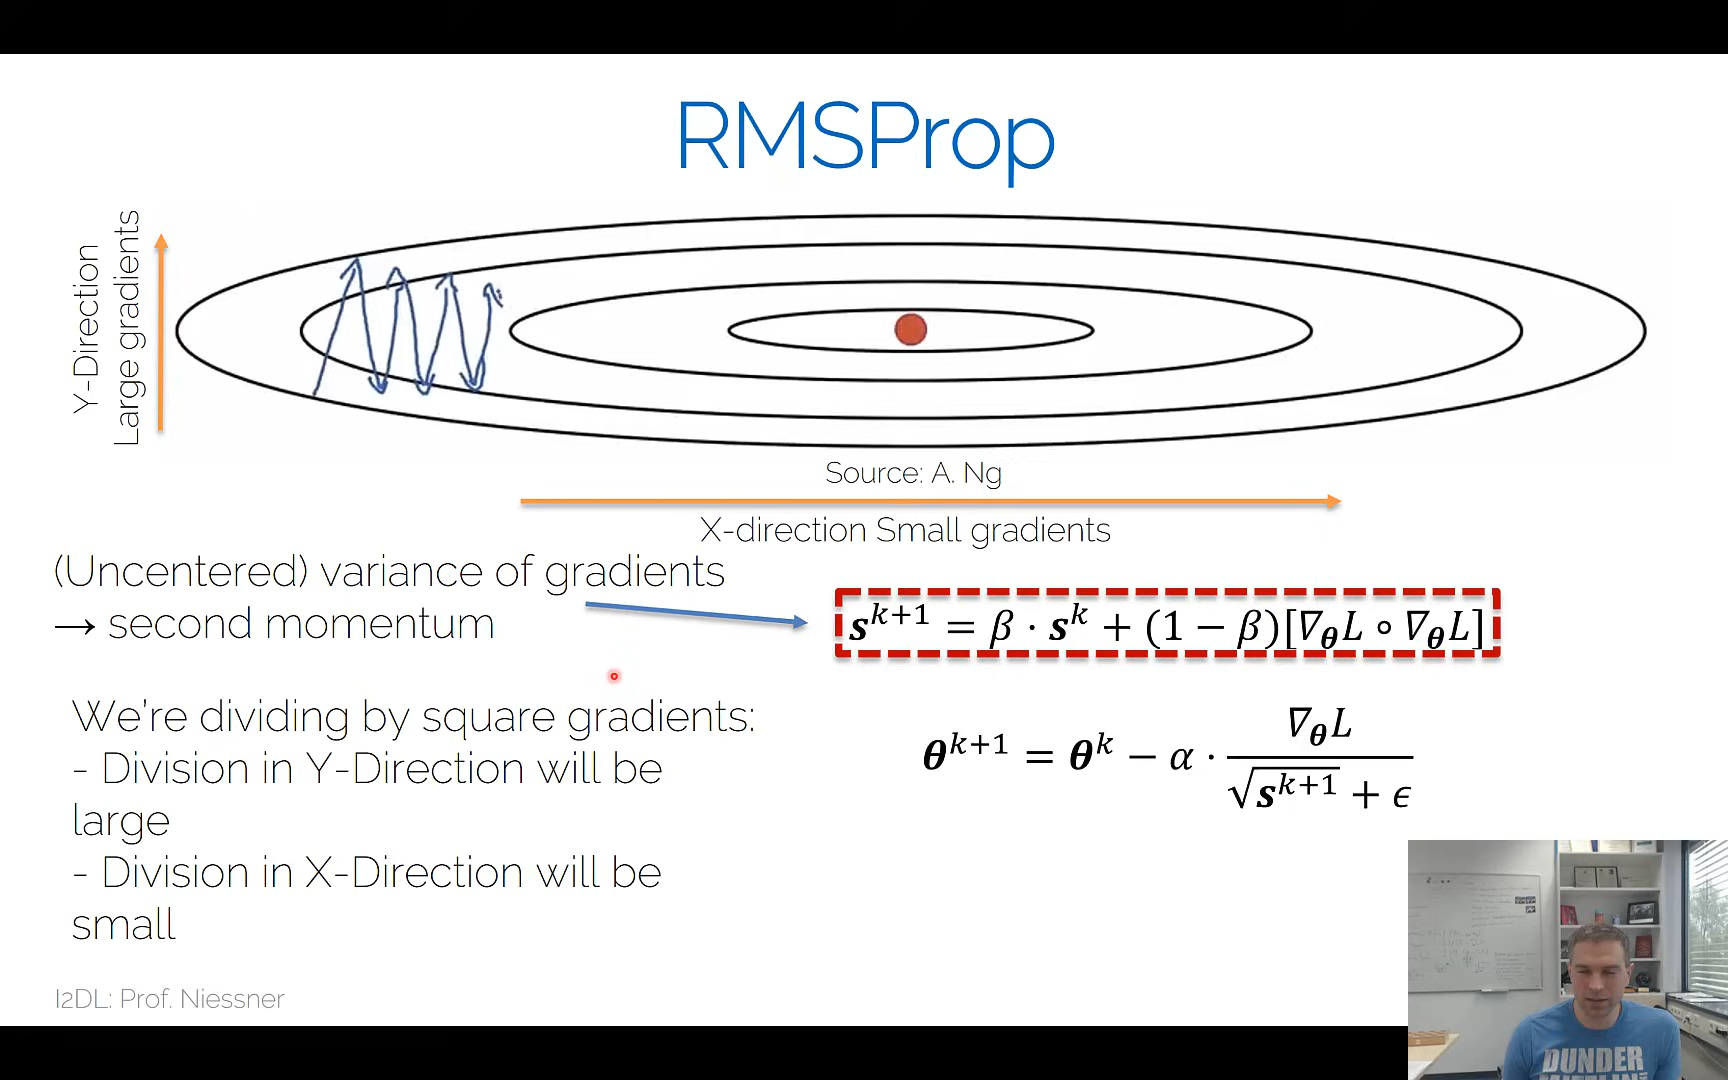 RMSProp
Y-Direction
Large gradients
Source: A. Ng
X-direction Small gradients
(Uncentered) variance of gradients
→ second momentum
𝒔^{k+1} = β · 𝒔^k + (1 − β)[∇_𝜽L ∘ ∇_𝜽L]
We're dividing by square gradients:
- Division in Y-Direction will be
large
- Division in X-Direction will be
small
𝜽^{k+1} = 𝜽^k − α · ∇_𝜽L / (√𝒔^{k+1} + ϵ)
I2DL: Prof. Niessner
DUNDER